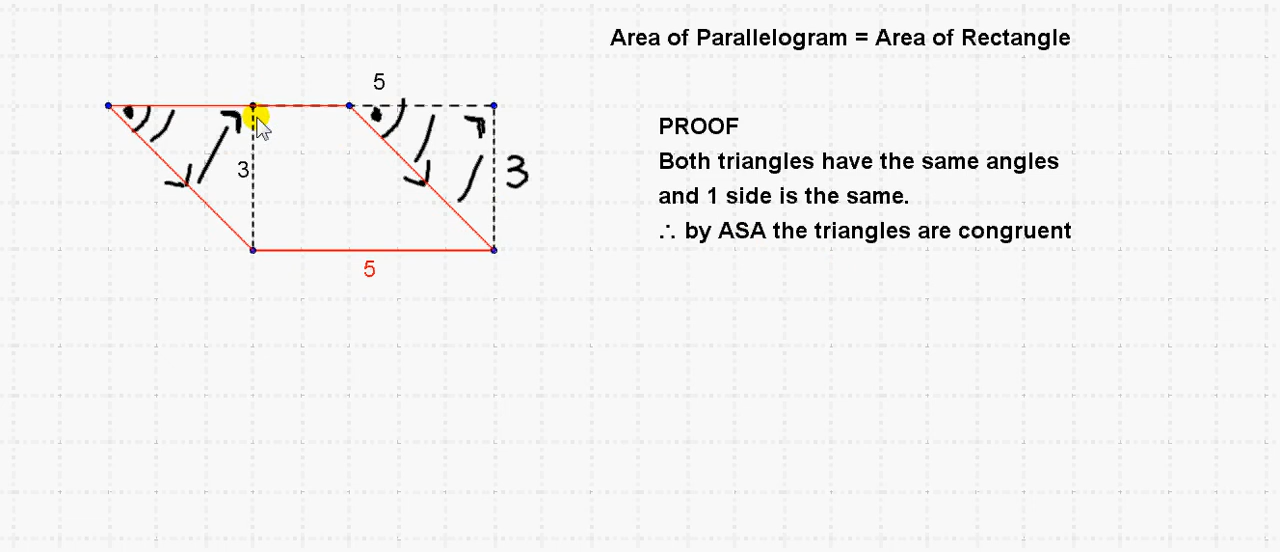 Area of Parallelogram = Area of Rectangle
5
PROOF
Both triangles have the same angles
3
3
and 1 side is the same.
∴ by ASA the triangles are congruent
5